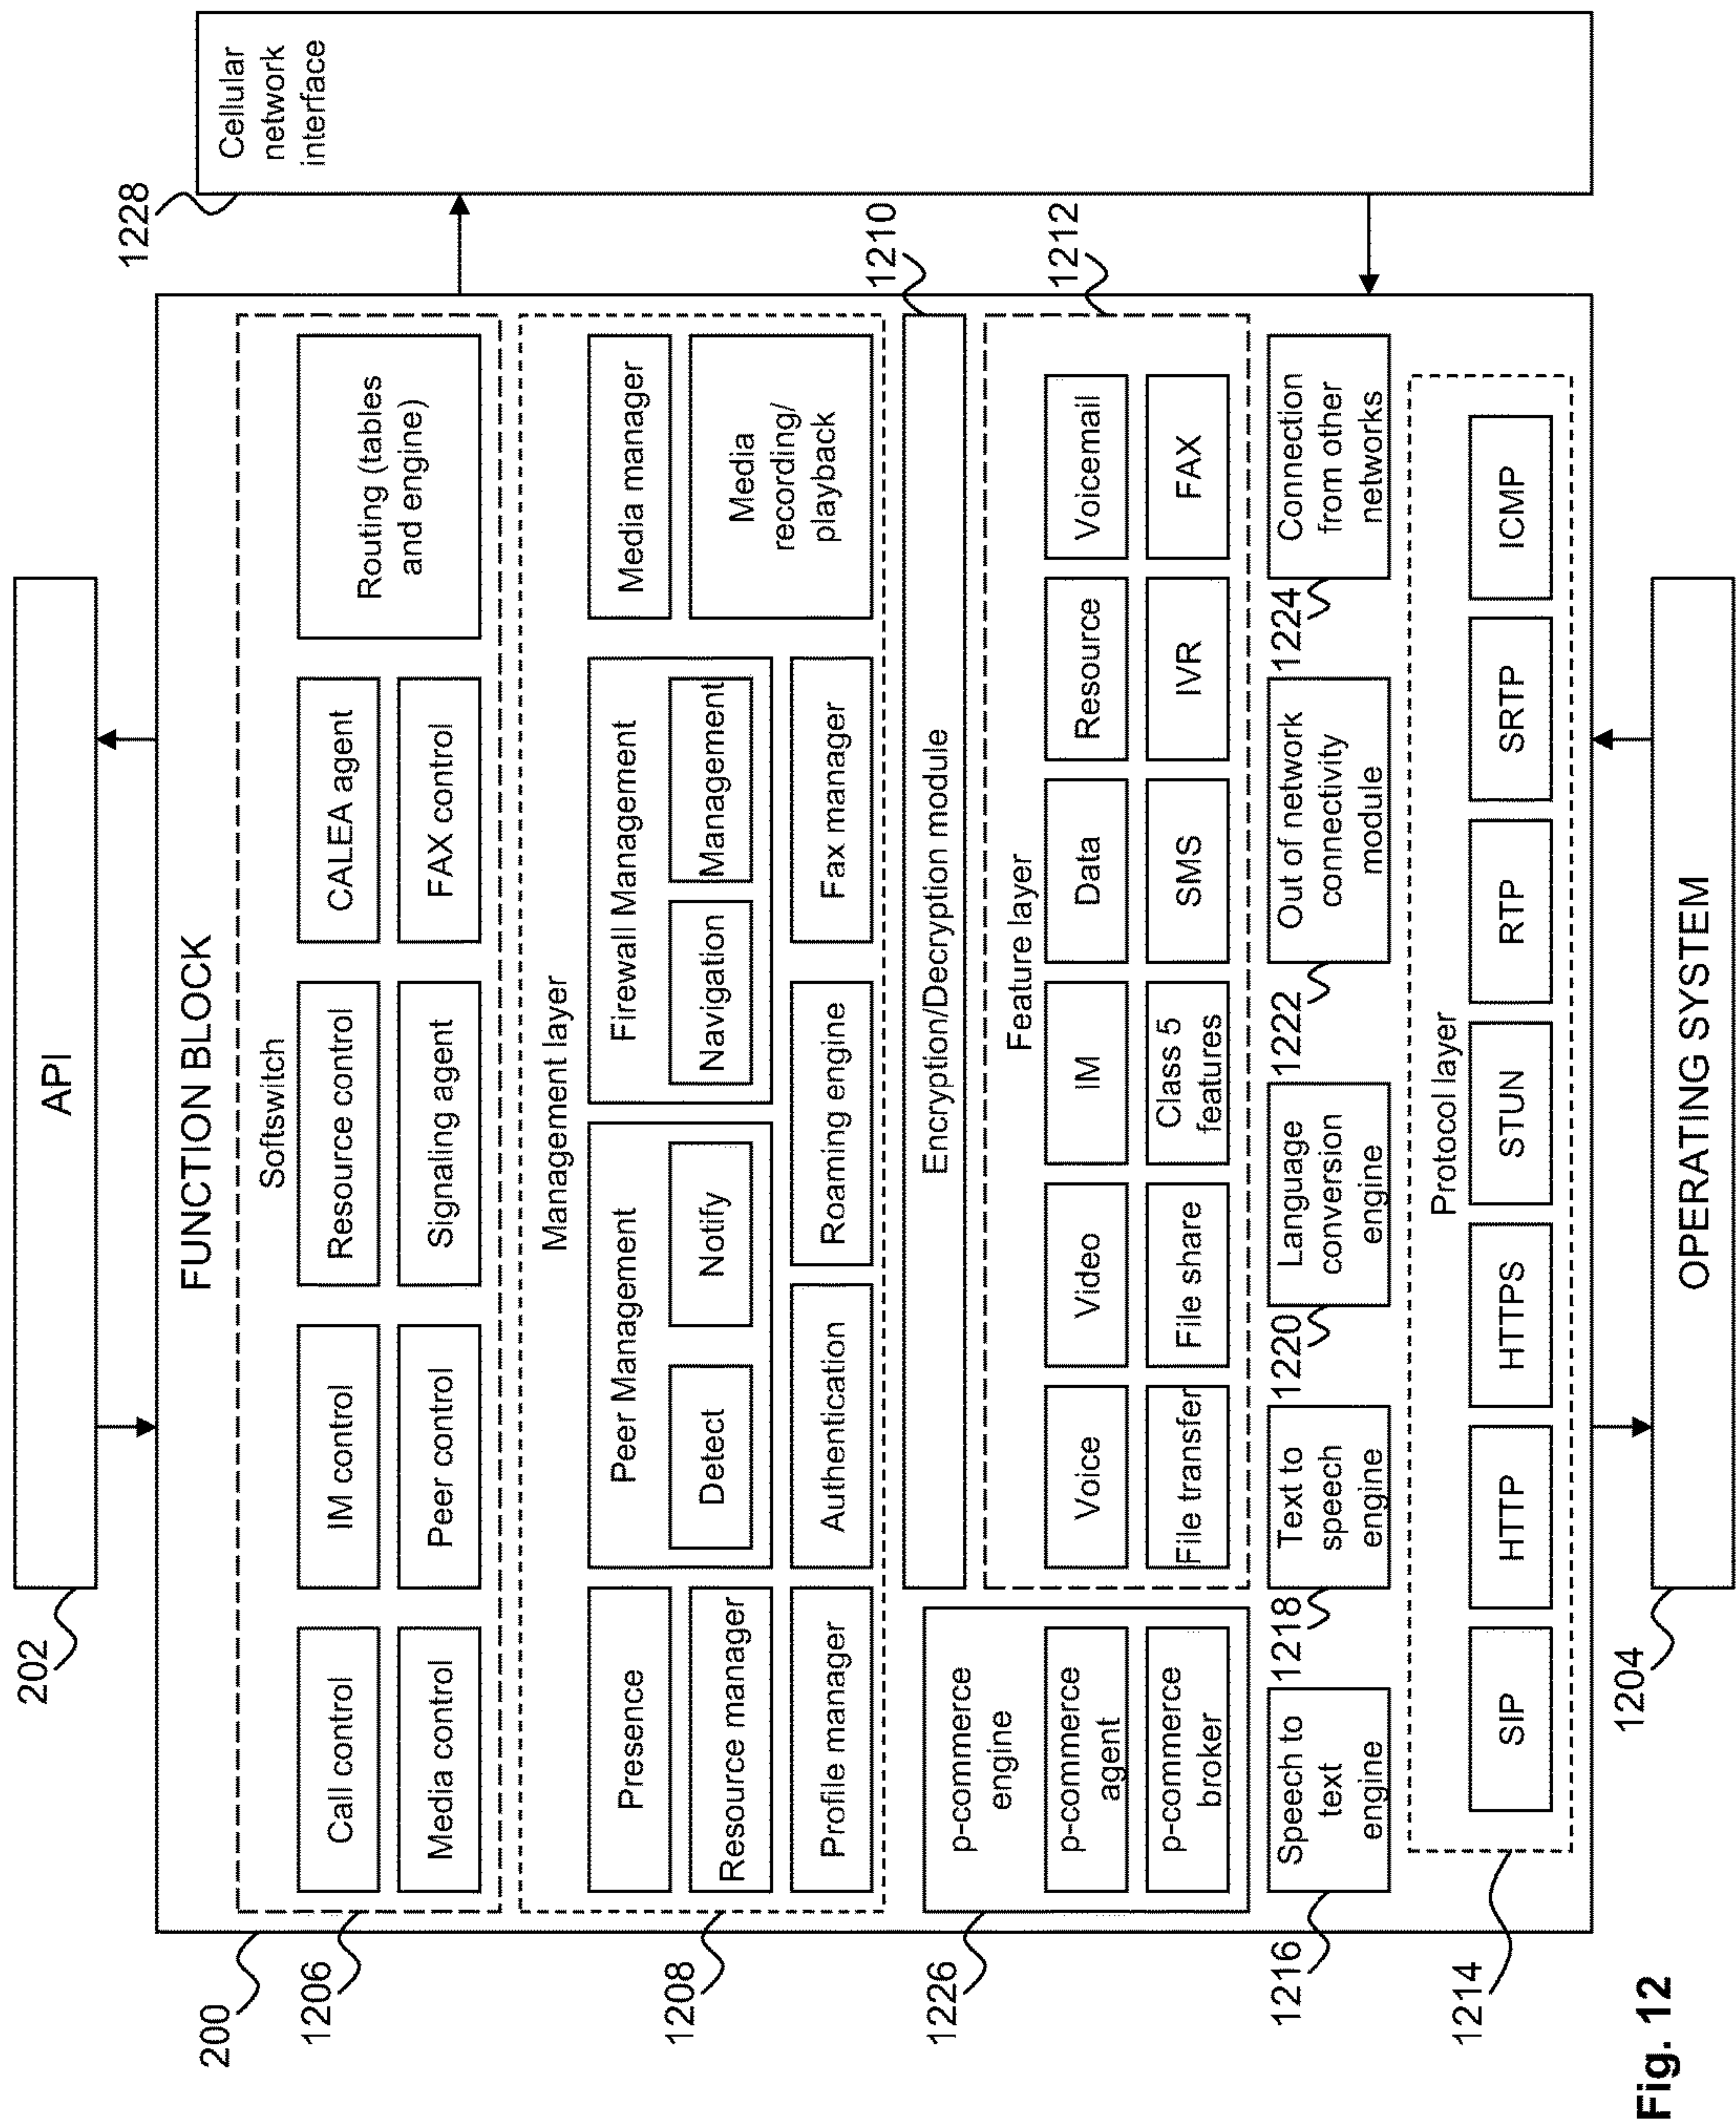 202
API
200
FUNCTION BLOCK
1228
Cellular
network
interface
1206
Softswitch
Call control
IM control
Resource control
CALEA agent
Routing (tables
and engine)
Media control
Peer control
Signaling agent
FAX control
1208
Management layer
Presence
Peer Management
Detect
Notify
Firewall Management
Navigation
Management
Media manager
Resource manager
Media
recording/
playback
Profile manager
Authentication
Roaming engine
Fax manager
1226
p-commerce
engine
p-commerce
agent
p-commerce
broker
Encryption/Decryption module
1210
Feature layer
1212
Voice
Video
IM
Data
Resource
Voicemail
File transfer
File share
Class 5
features
SMS
IVR
FAX
1216
Speech to
text
engine
1218
Text to
speech
engine
1220
Language
conversion
engine
1222
Out of network
connectivity
module
1224
Connection
from other
networks
1214
Protocol layer
SIP
HTTP
HTTPS
STUN
RTP
SRTP
ICMP
1204
OPERATING SYSTEM
Fig. 12